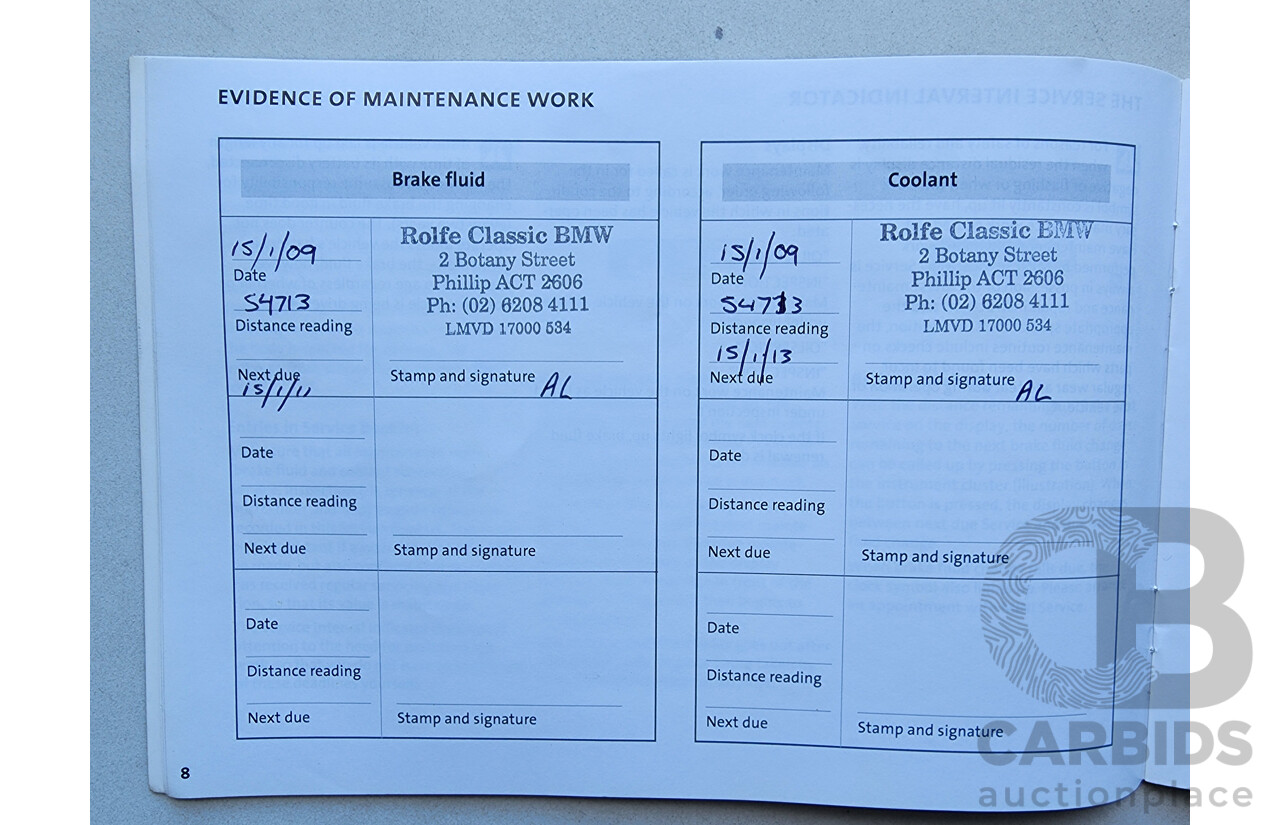 EVIDENCE OF MAINTENANCE WORK
Brake fluid
15/1/09
Date
54713
Distance reading
Next due
15/1/11
Rolfe Classic BMW
2 Botany Street
Phillip ACT 2606
Ph: (02) 6208 4111
LMVD 17000 534
Stamp and signature AL
Date
Distance reading
Next due
Stamp and signature
Date
Distance reading
Next due
Stamp and signature
Coolant
15/1/09
Date
54713
Distance reading
15/1/13
Next due
Rolfe Classic BMW
2 Botany Street
Phillip ACT 2606
Ph: (02) 6208 4111
LMVD 17000 534
Stamp and signature AL
Date
Distance reading
Next due
Stamp and signature
Date
Distance reading
Next due
Stamp and signature
8
CB
CARBIDS
auctionplace